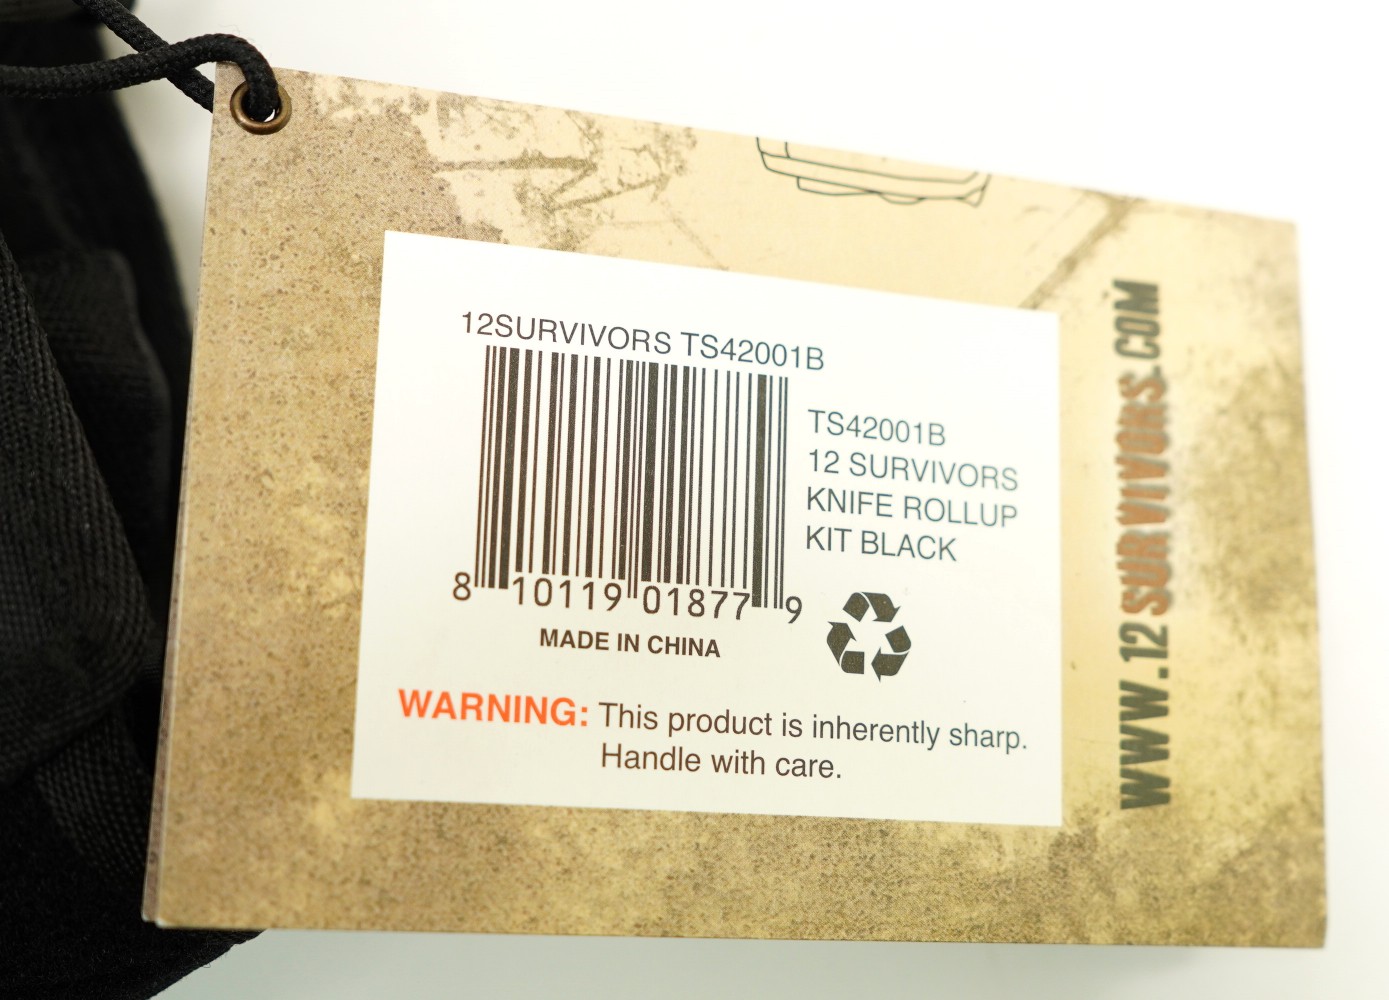 12SURVIVORS TS42001B
TS42001B
12 SURVIVORS
KNIFE ROLLUP
KIT BLACK
8 10119 01877 9
MADE IN CHINA
WARNING: This product is inherently sharp.
Handle with care.
WWW.12SURVIVORS.COM